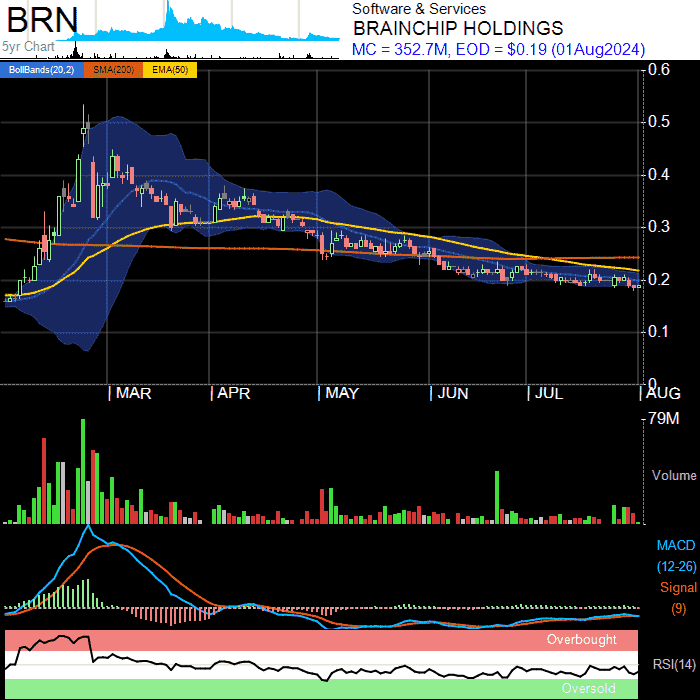 BRN
5yr Chart
Software & Services
BRAINCHIP HOLDINGS
MC = 352.7M, EOD = $0.19 (01Aug2024)
BollBands(20,2) SMA(200) EMA(50)
0.6
0.5
0.4
0.3
0.2
0.1
0
MAR APR MAY JUN JUL AUG
79M
Volume
MACD
(12-26)
Signal
(9)
Overbought
RSI(14)
Oversold